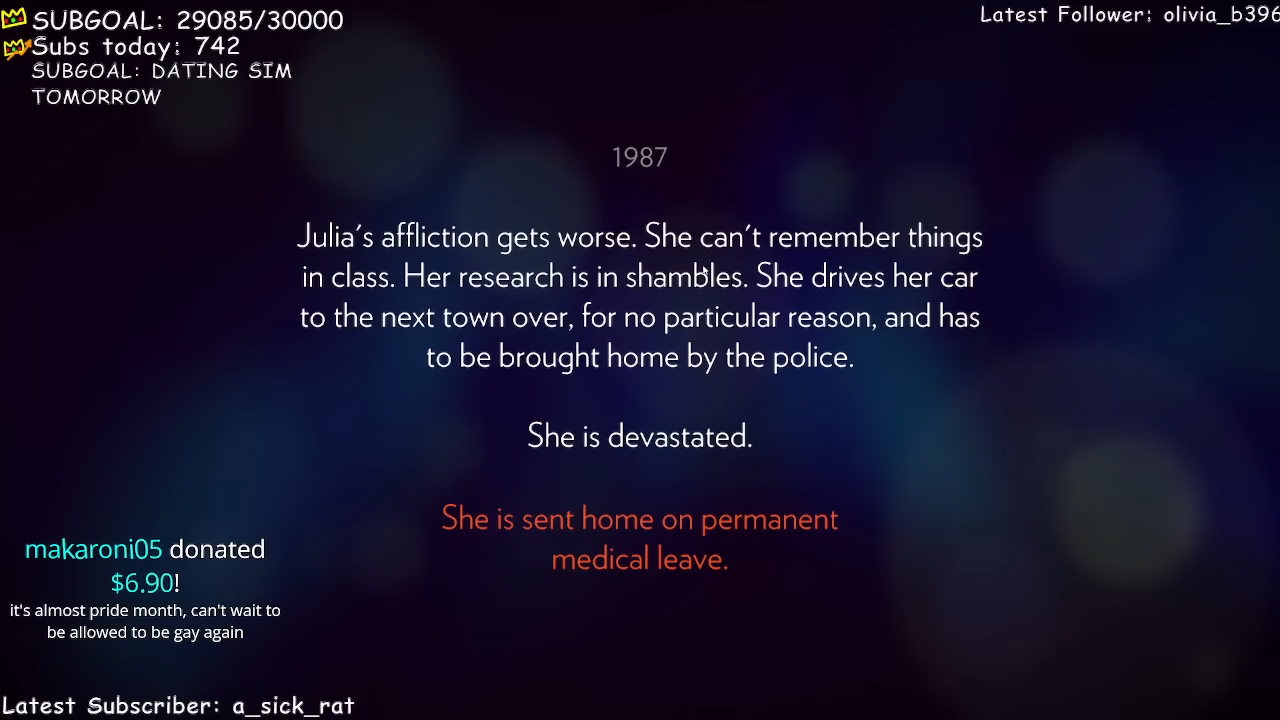 SUBGOAL: 29085/30000
Latest Follower: olivia_b396
Subs today: 742
SUBGOAL: DATING SIM
TOMORROW
1987
Julia's affliction gets worse. She can't remember things
in class. Her research is in shambles. She drives her car
to the next town over, for no particular reason, and has
to be brought home by the police.
She is devastated.
She is sent home on permanent
medical leave.
makaroni05 donated
$6.90!
it's almost pride month, can't wait to
be allowed to be gay again
Latest Subscriber: a_sick_rat